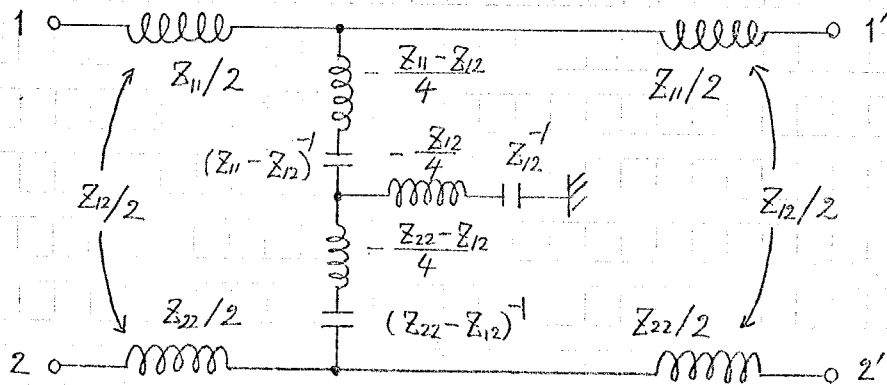 1
1'
Z₁₁/2
- (Z₁₁ - Z₁₂)/4
Z₁₁/2
(Z₁₁ - Z₁₂)⁻¹
- Z₁₂/4
Z₁₂⁻¹
Z₁₂/2
Z₁₂/2
- (Z₂₂ - Z₁₂)/4
Z₂₂/2
(Z₂₂ - Z₁₂)⁻¹
Z₂₂/2
2
2'